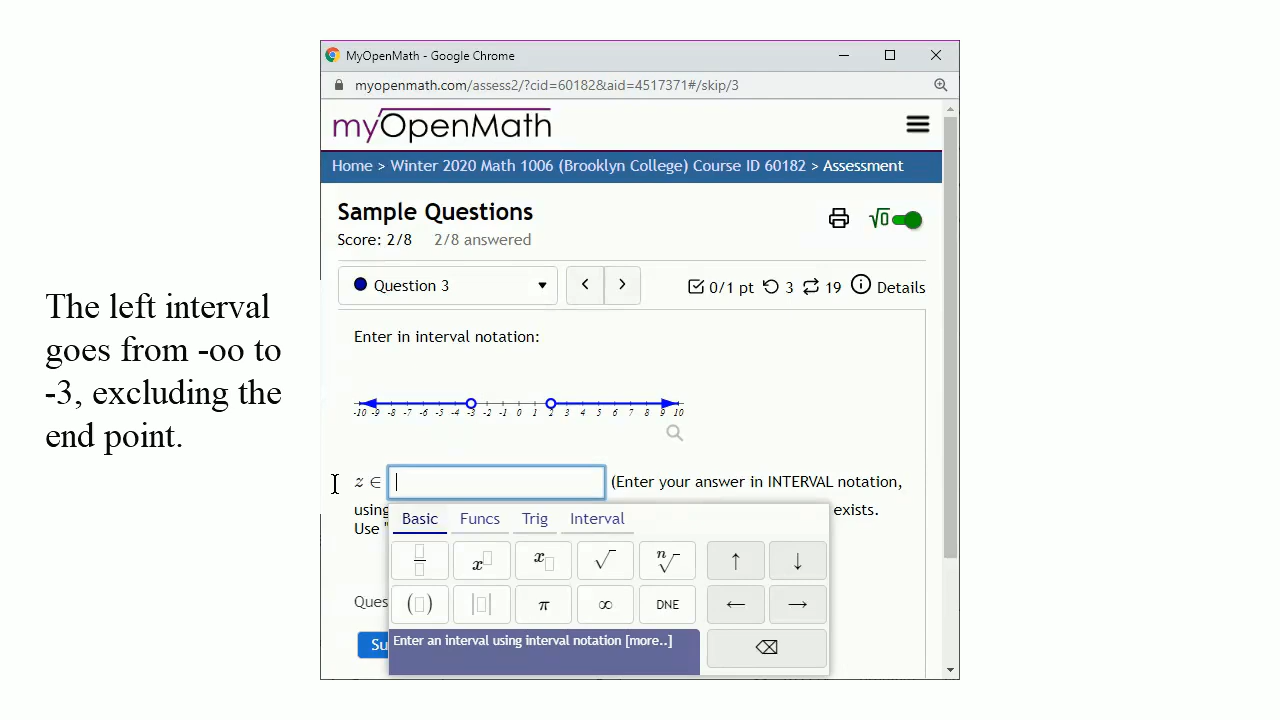 MyOpenMath - Google Chrome
myopenmath.com/assess2/?cid=60182&aid=4517371#/skip/3
myOpenMath
Home > Winter 2020 Math 1006 (Brooklyn College) Course ID 60182 > Assessment
Sample Questions
Score: 2/8 2/8 answered
√0
Question 3
0/1 pt 3 19 Details
The left interval
goes from -oo to
-3, excluding the
end point.
Enter in interval notation:
-10 -9 -8 -7 -6 -5 -4 -3 -2 -1 0 1 2 3 4 5 6 7 8 9 10
z ∈ (Enter your answer in INTERVAL notation,
using exists.
Use "
Basic Funcs Trig Interval
x x √ n√ ↑ ↓
(▯) |▯| π ∞ DNE ← →
Ques
Su
Enter an interval using interval notation [more..]